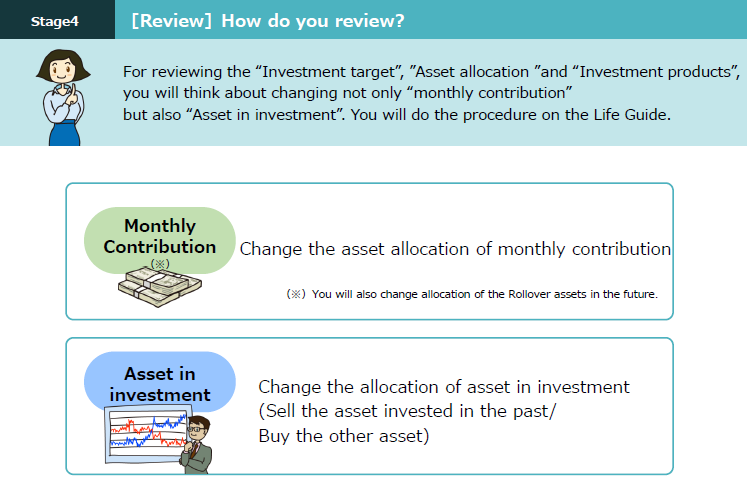 Stage4
[Review] How do you review?
For reviewing the “Investment target”, ”Asset allocation ”and “Investment products”,
you will think about changing not only “monthly contribution”
but also “Asset in investment”. You will do the procedure on the Life Guide.
Monthly
Contribution
(※)
Change the asset allocation of monthly contribution
(※) You will also change allocation of the Rollover assets in the future.
Asset in
investment
Change the allocation of asset in investment
(Sell the asset invested in the past/
Buy the other asset)